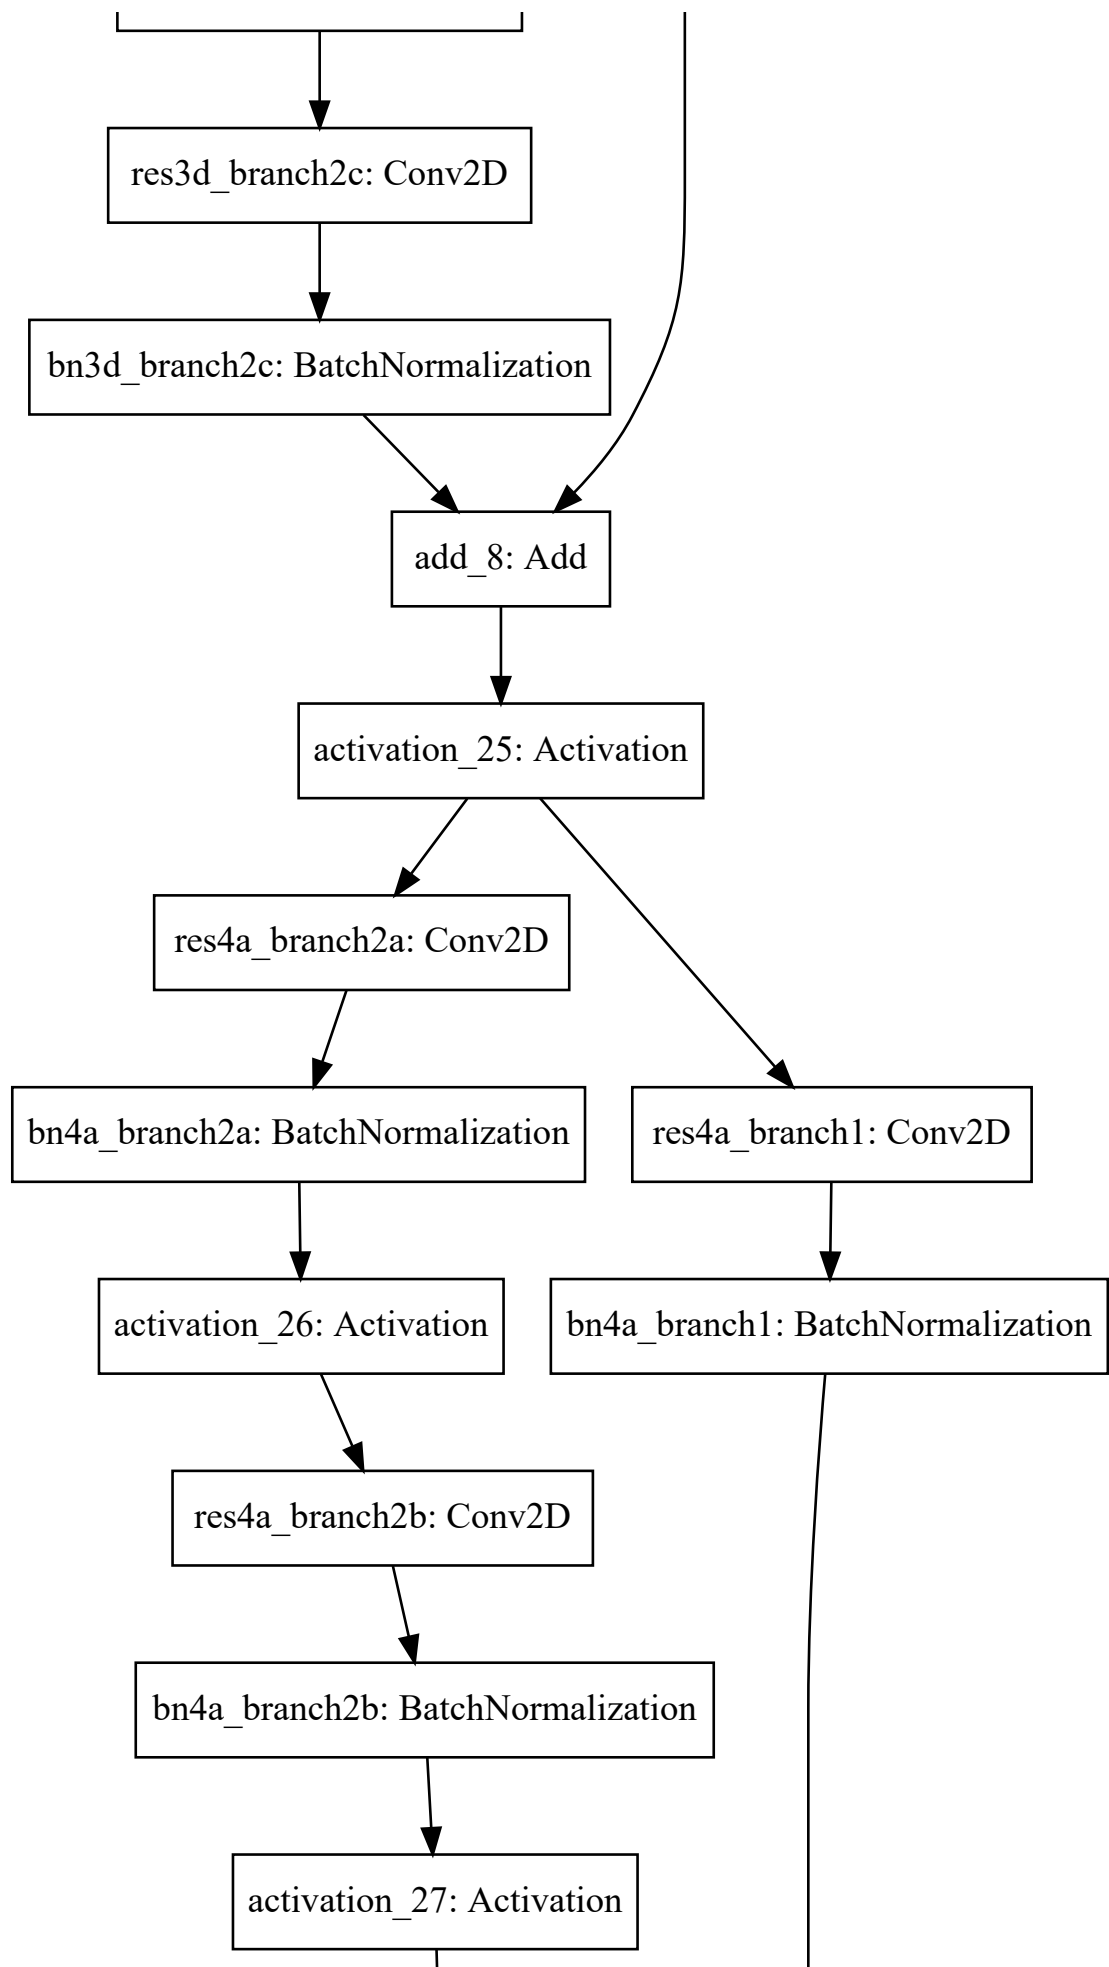 res3d_branch2c: Conv2D
bn3d_branch2c: BatchNormalization
add_8: Add
activation_25: Activation
res4a_branch2a: Conv2D
bn4a_branch2a: BatchNormalization
res4a_branch1: Conv2D
activation_26: Activation
bn4a_branch1: BatchNormalization
res4a_branch2b: Conv2D
bn4a_branch2b: BatchNormalization
activation_27: Activation